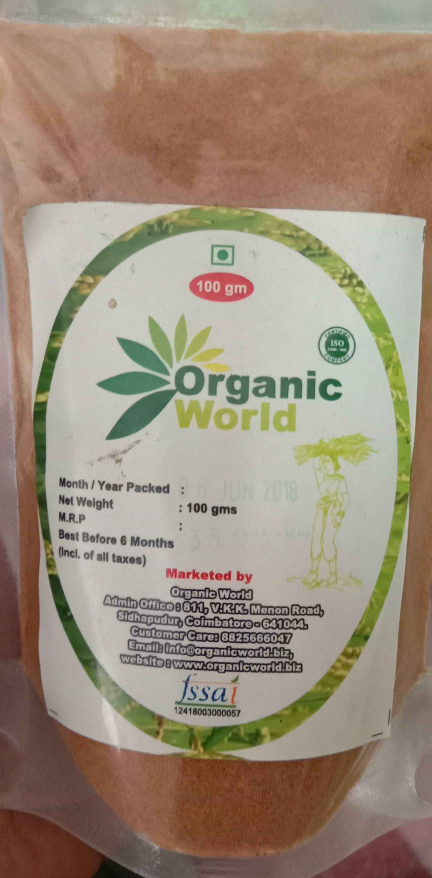 100 gm
ISO
Organic
World
Month / Year Packed : JUN 2018
Net Weight : 100 gms
M.R.P :
Best Before 6 Months
(Incl. of all taxes)
Marketed by
Organic World
Admin Office : 811, V.K.K. Menon Road,
Sidhapudur, Coimbatore - 641044.
Customer Care: 8825666047
Email: info@organicworld.biz,
website : www.organicworld.biz
fssai
12418003000057